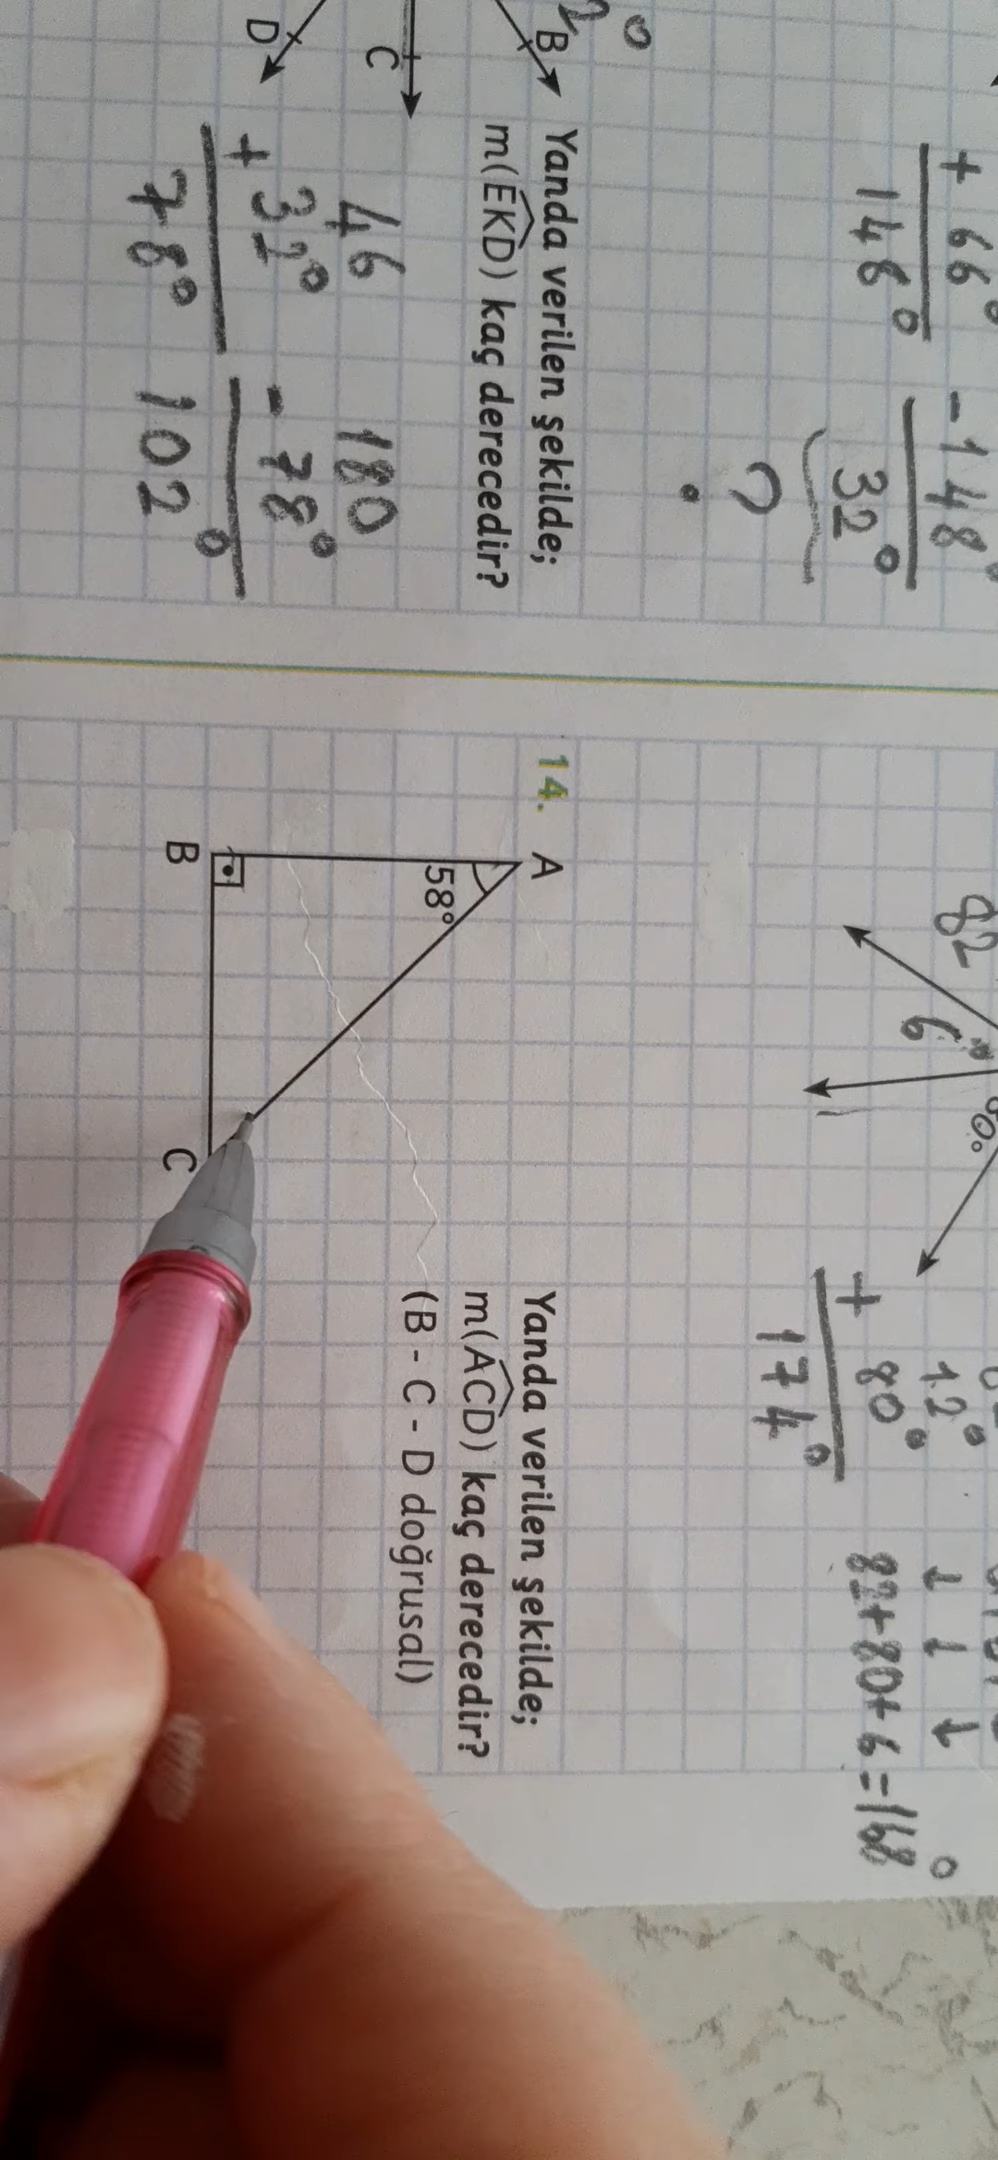 + 66°
148°
- 148°
32°
?
B
C
D
Yanda verilen şekilde;
m(EKD) kaç derecedir?
46
+ 32°
78°
180
- 78°
102°
82
6°
80°
12°
+ 80°
174°
82+80+6=168°
14.
A
58°
B
C
Yanda verilen şekilde;
m(ACD) kaç derecedir?
(B - C - D doğrusal)